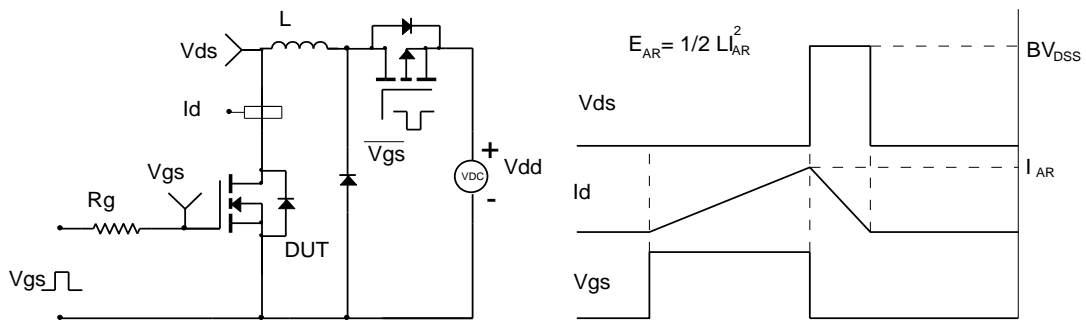 L
Vds
Id
Vgs
Vgs
+
Vdd
VDC
-
Rg
Vgs
DUT
E_AR = 1/2 LI_AR^2
BV_DSS
Vds
I_AR
Id
Vgs